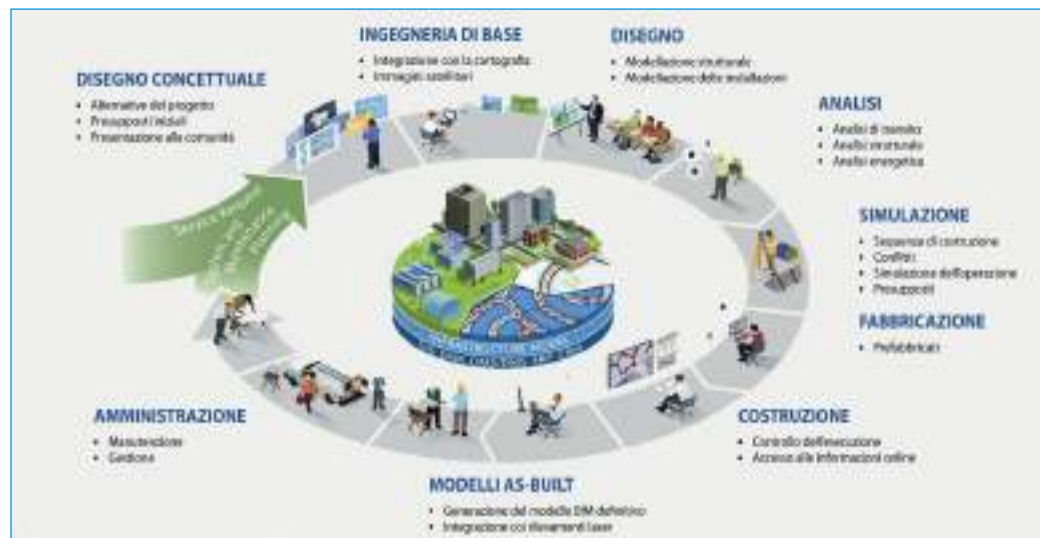 INGEGNERIA DI BASE
• Integrazione con la cartografia
• Immagini satellitari
DISEGNO
• Modellazione strutturale
• Modellazione delle installazioni
DISEGNO CONCETTUALE
• Alternative del progetto
• Presupposti iniziali
• Presentazione alla comunità
ANALISI
• Analisi di transito
• Analisi strutturale
• Analisi energetica
SIMULAZIONE
• Sequenza di costruzione
• Conflitti
• Simulazione dell'operazione
• Presupposti
FABBRICAZIONE
• Prefabbricati
COSTRUZIONE
• Controllo dell'esecuzione
• Accesso alle informazioni online
MODELLI AS-BUILT
• Generazione del modello BIM definitivo
• Integrazione coi rilevamenti laser
AMMINISTRAZIONE
• Manutenzione
• Gestione